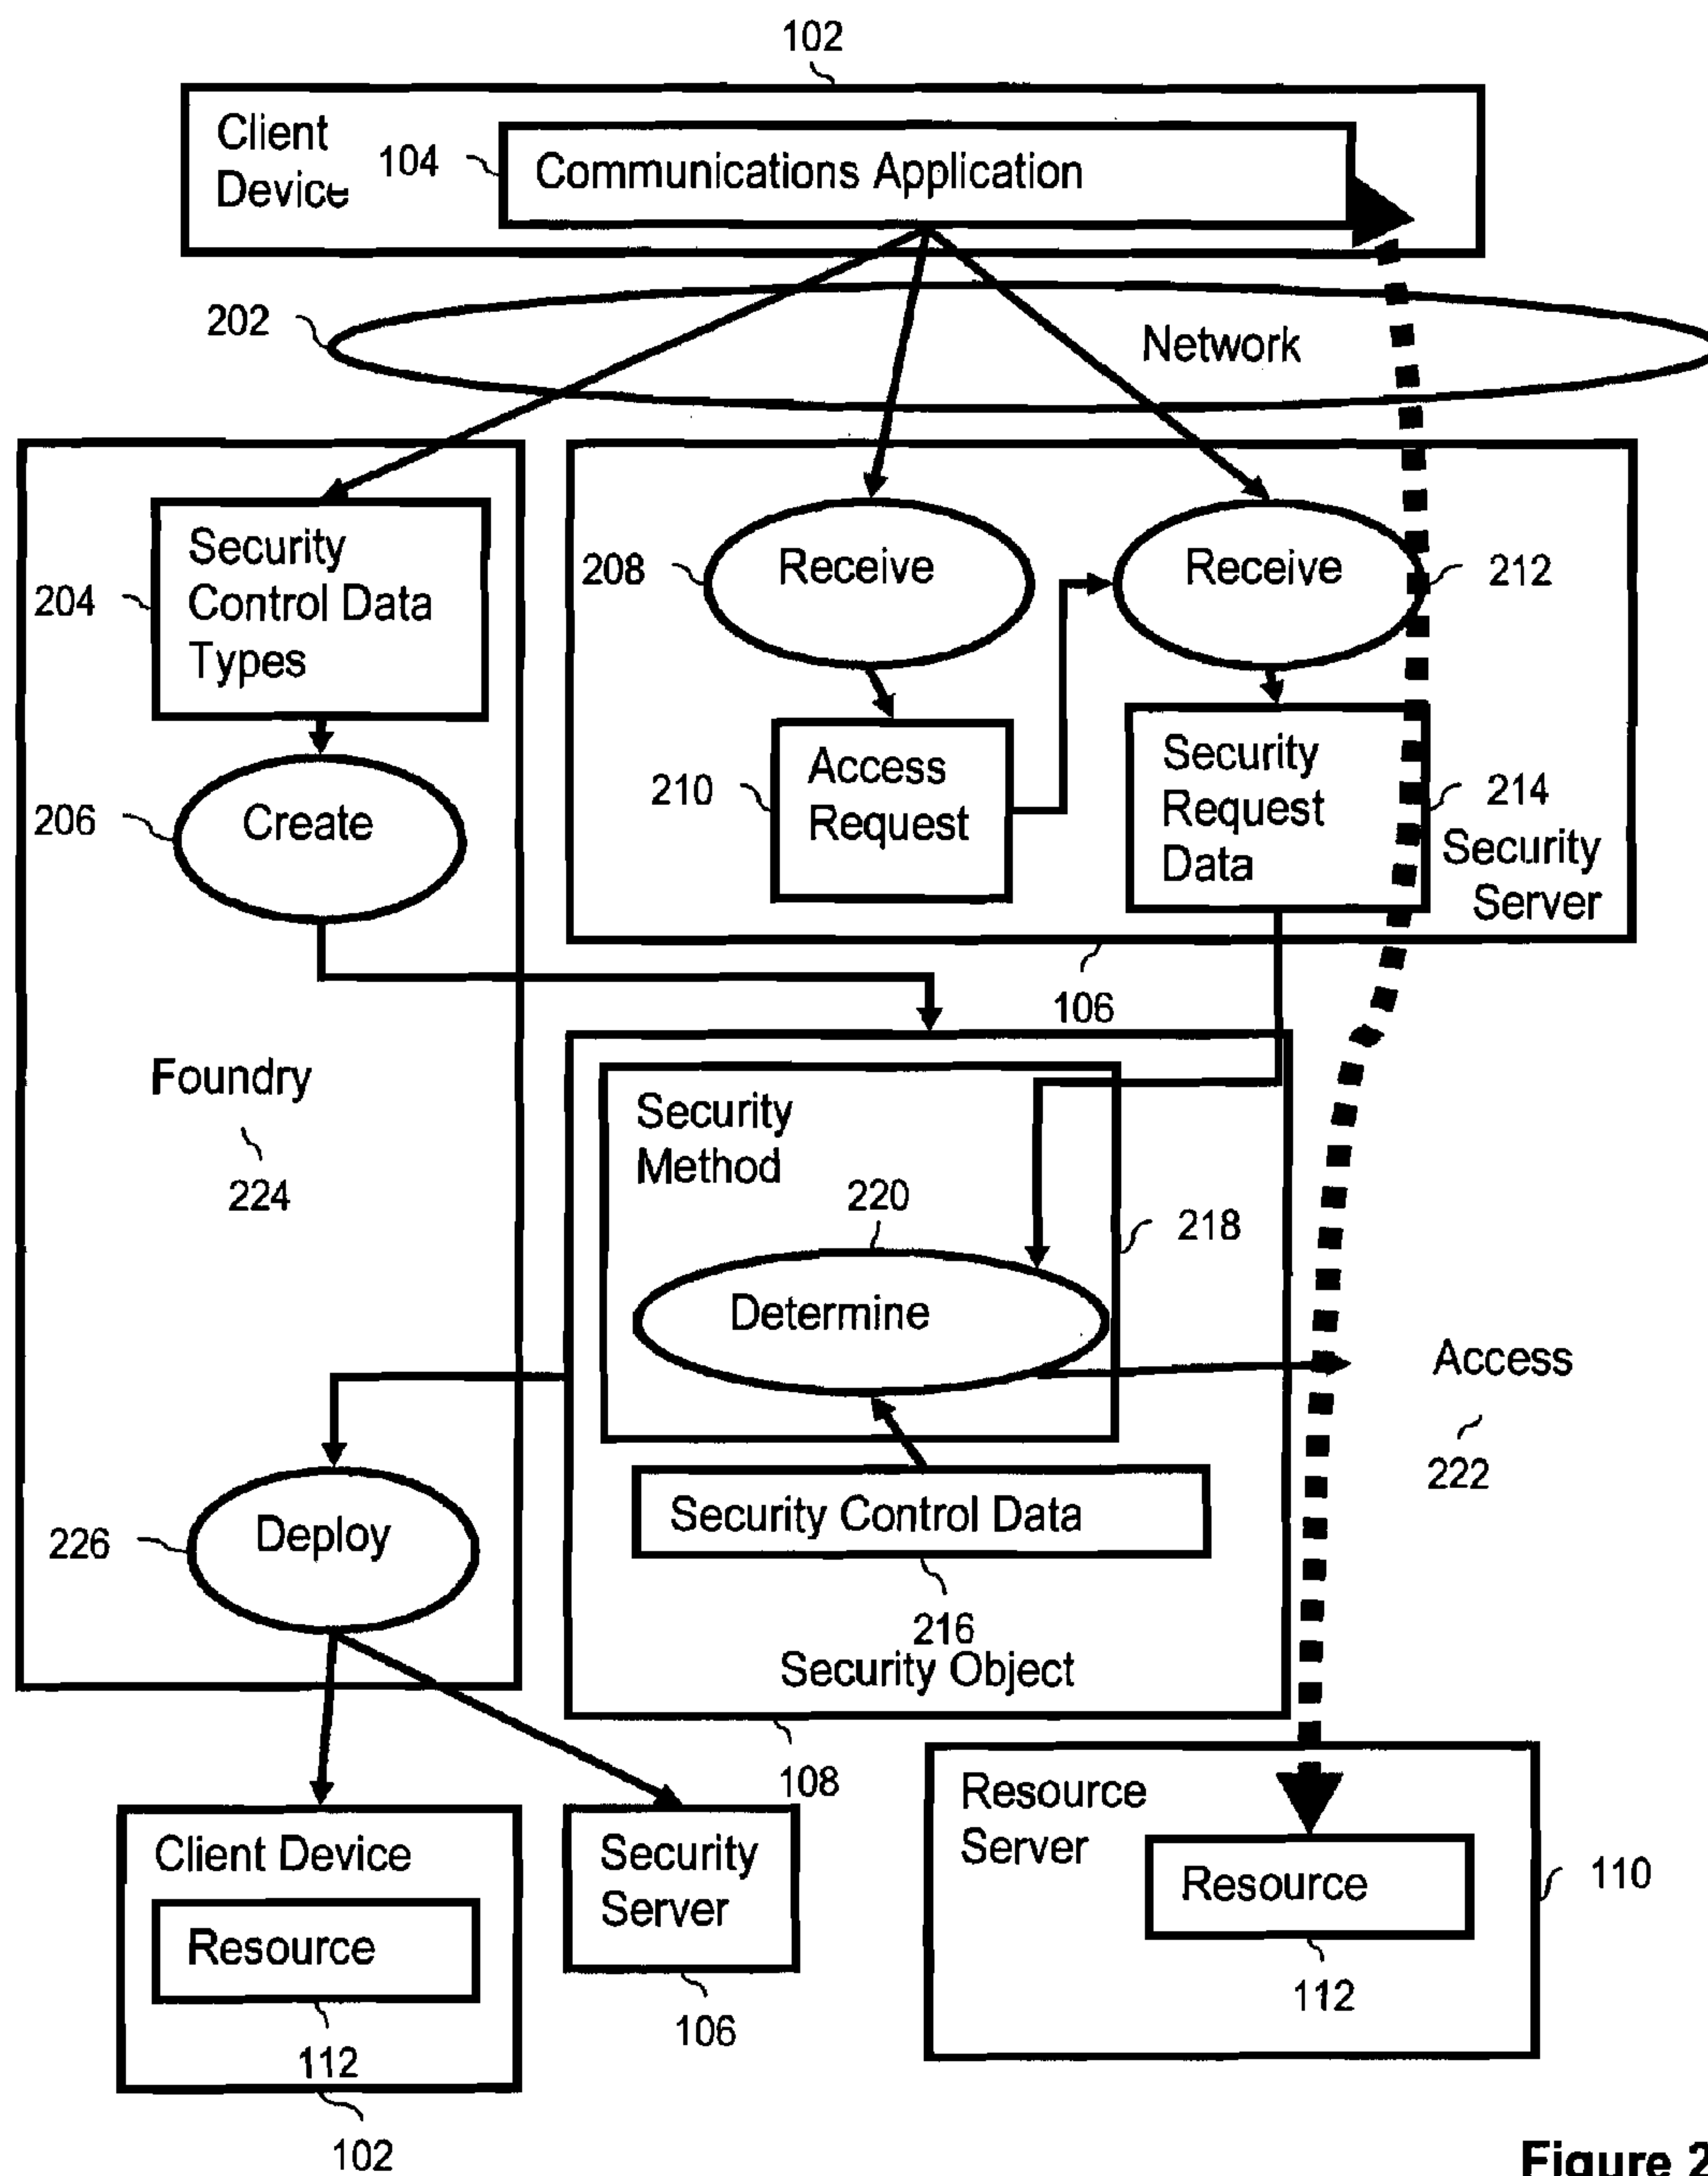 102
Client
Device
104
Communications Application
202
Network
204
Security
Control Data
Types
208
Receive
Receive
212
206
Create
210
Access
Request
Security
Request
Data
214
Security
Server
106
Foundry
224
Security
Method
220
218
Determine
Access
222
226
Deploy
Security Control Data
216
Security Object
108
Client Device
Resource
112
102
Security
Server
106
Resource
Server
Resource
112
110
Figure 2